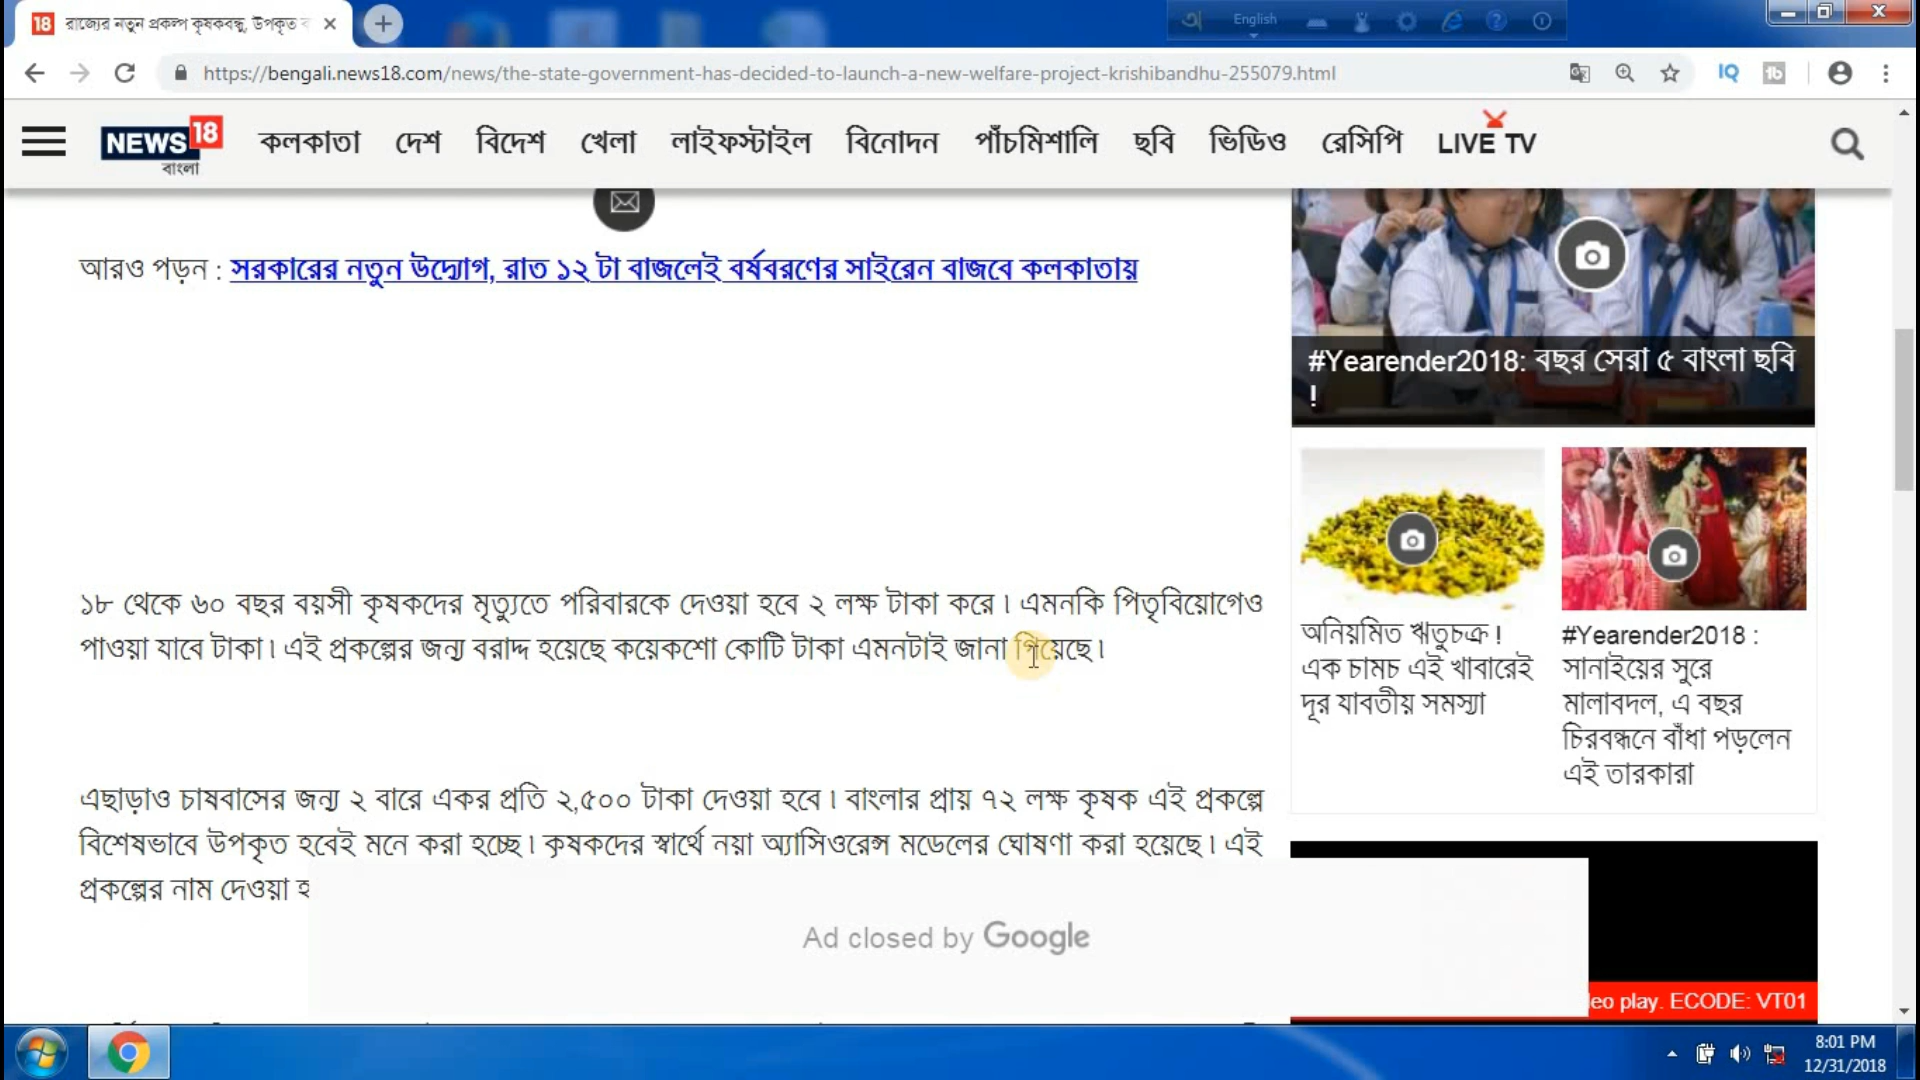 18 রাজ্যের নতুন প্রকল্প কৃষকবন্ধু, উপকৃত
English
https://bengali.news18.com/news/the-state-government-has-decided-to-launch-a-new-welfare-project-krishibandhu-255079.html
NEWS 18
বাংলা
কলকাতা দেশ বিদেশ খেলা লাইফস্টাইল বিনোদন পাঁচমিশালি ছবি ভিডিও রেসিপি LIVE TV
আরও পড়ন : সরকারের নতুন উদ্যোগ, রাত ১২ টা বাজলেই বর্ষবরণের সাইরেন বাজবে কলকাতায়
১৮ থেকে ৬০ বছর বয়সী কৃষকদের মৃত্যুতে পরিবারকে দেওয়া হবে ২ লক্ষ টাকা করে ৷ এমনকি পিতৃবিয়োগেও
পাওয়া যাবে টাকা ৷ এই প্রকল্পের জন্য বরাদ্দ হয়েছে কয়েকশো কোটি টাকা এমনটাই জানা গিয়েছে ৷
এছাড়াও চাষবাসের জন্য ২ বারে একর প্রতি ২,৫০০ টাকা দেওয়া হবে ৷ বাংলার প্রায় ৭২ লক্ষ কৃষক এই প্রকল্পে
বিশেষভাবে উপকৃত হবেই মনে করা হচ্ছে ৷ কৃষকদের স্বার্থে নয়া অ্যাসিওরেন্স মডেলের ঘোষণা করা হয়েছে ৷ এই
প্রকল্পের নাম দেওয়া হ
Ad closed by Google
#Yearender2018: বছর সেরা ৫ বাংলা ছবি
!
অনিয়মিত ঋতুচক্র !
এক চামচ এই খাবারেই
দূর যাবতীয় সমস্যা
#Yearender2018 :
সানাইয়ের সুরে
মালাবদল, এ বছর
চিরবন্ধনে বাঁধা পড়লেন
এই তারকারা
eo play. ECODE: VT01
8:01 PM
12/31/2018